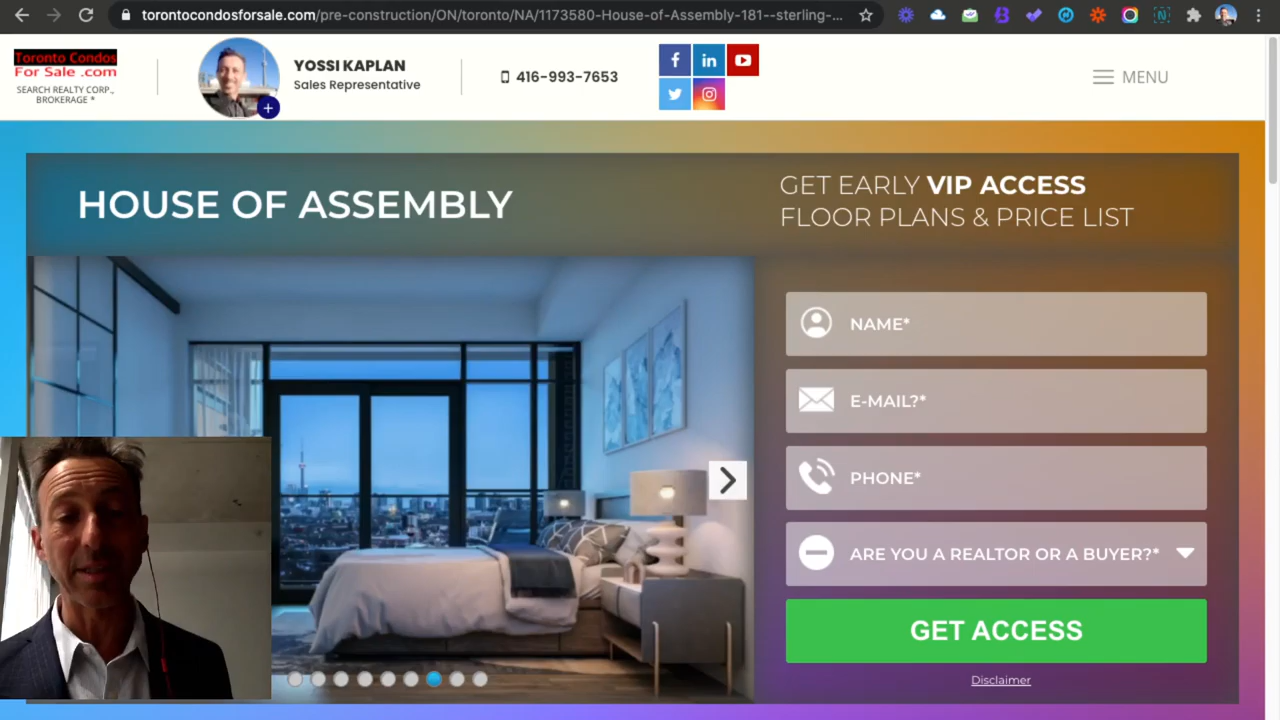 torontocondosforsale.com/pre-construction/ON/toronto/NA/1173580-House-of-Assembly-181--sterling-...
Toronto Condos
For Sale .com
SEARCH REALTY CORP.,
BROKERAGE *
YOSSI KAPLAN
Sales Representative
416-993-7653
MENU
HOUSE OF ASSEMBLY
GET EARLY VIP ACCESS
FLOOR PLANS & PRICE LIST
NAME*
E-MAIL?*
PHONE*
ARE YOU A REALTOR OR A BUYER?*
GET ACCESS
Disclaimer